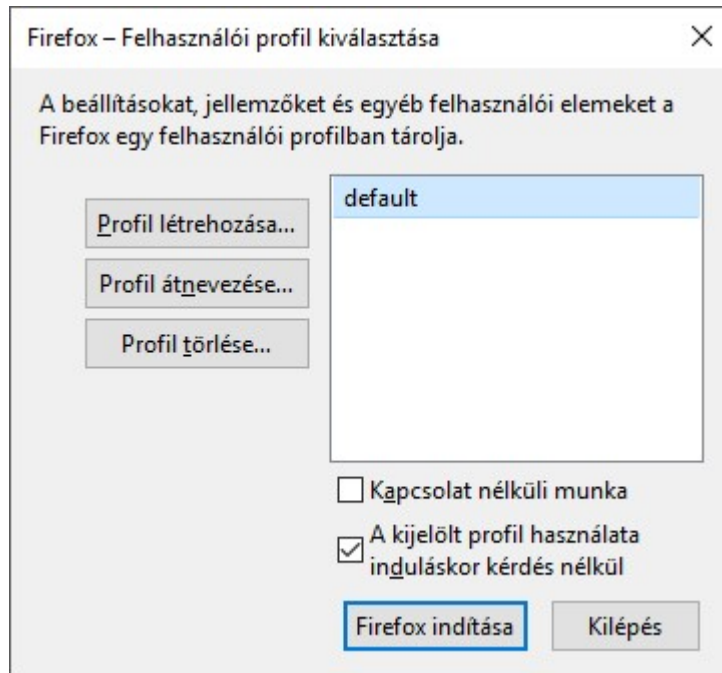 Firefox – Felhasználói profil kiválasztása
A beállításokat, jellemzőket és egyéb felhasználói elemeket a
Firefox egy felhasználói profilban tárolja.
default
Profil létrehozása...
Profil átnevezése...
Profil törlése...
Kapcsolat nélküli munka
A kijelölt profil használata
induláskor kérdés nélkül
Firefox indítása
Kilépés